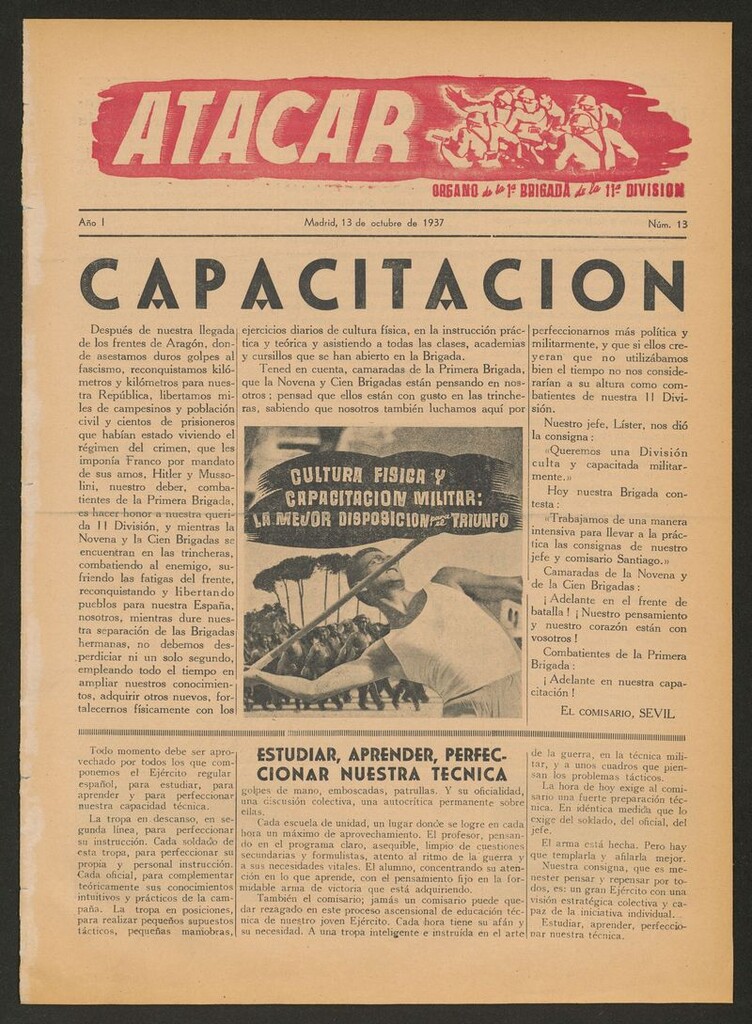 ATACAR
ORGANO de la 1ª BRIGADA de la 11ª DIVISION
Año I
Madrid, 13 de octubre de 1937
Núm. 13
CAPACITACION
Después de nuestra llegada
de los frentes de Aragón, don-
de asestamos duros golpes al
fascismo, reconquistamos kiló-
metros y kilómetros para nues-
tra República, libertamos mi-
les de campesinos y población
civil y cientos de prisioneros
que habían estado viviendo el
régimen del crimen, que les
imponía Franco por mandato
de sus amos, Hitler y Musso-
lini, nuestro deber, comba-
tientes de la Primera Brigada,
es hacer honor a nuestra queri-
da 11 División, y mientras la
Novena y la Cien Brigadas se
encuentran en las trincheras,
combatiendo al enemigo, su-
friendo las fatigas del frente,
reconquistando y libertando
pueblos para nuestra España,
nosotros, mientras dure nues-
tra separación de las Brigadas
hermanas, no debemos des-
perdiciar ni un solo segundo,
empleando todo el tiempo en
ampliar nuestros conocimien-
tos, adquirir otros nuevos, for-
talecernos físicamente con los
ejercicios diarios de cultura física, en la instrucción prác-
tica y teórica y asistiendo a todas las clases, academias
y cursillos que se han abierto en la Brigada.
Tened en cuenta, camaradas de la Primera Brigada,
que la Novena y Cien Brigadas están pensando en nos-
otros; pensad que ellos están con gusto en las trinche-
ras, sabiendo que nosotros también luchamos aquí por
CULTURA FISICA Y
CAPACITACION MILITAR:
LA MEJOR DISPOSICION para el TRIUNFO
perfeccionarnos más política y
militarmente, y que si ellos cre-
yeran que no utilizábamos
bien el tiempo no nos conside-
rarían a su altura como com-
batientes de nuestra 11 Divi-
sión.
Nuestro jefe, Líster, nos dió
la consigna:
«Queremos una División
culta y capacitada militar-
mente.»
Hoy nuestra Brigada con-
testa:
«Trabajamos de una manera
intensiva para llevar a la prác-
tica las consignas de nuestro
jefe y comisario Santiago.»
Camaradas de la Novena y
de la Cien Brigadas:
¡Adelante en el frente de
batalla! ¡Nuestro pensamiento
y nuestro corazón están con
vosotros!
Combatientes de la Primera
Brigada:
¡Adelante en nuestra capa-
citación!
EL COMISARIO, SEVIL
ESTUDIAR, APRENDER, PERFEC-
CIONAR NUESTRA TECNICA
Todo momento debe ser apro-
vechado por todos los que com-
ponemos el Ejército regular
español, para estudiar, para
aprender y para perfeccionar
nuestra capacidad técnica.
La tropa en descanso, en se-
gunda línea, para perfeccionar
su instrucción. Cada soldado de
esta tropa, para perfeccionar su
propia y personal instrucción.
Cada oficial, para complementar
teóricamente sus conocimientos
intuitivos y prácticos de la cam-
paña. La tropa en posiciones,
para realizar pequeños supuestos
tácticos, pequeñas maniobras,
golpes de mano, emboscadas, patrullas. Y su oficialidad,
una discusión colectiva, una autocrítica permanente sobre
ellas.
Cada escuela de unidad, un lugar donde se logre en cada
hora un máximo de aprovechamiento. El profesor, pensan-
do en el programa claro, asequible, limpio de cuestiones
secundarias y formulistas, atento al ritmo de la guerra y
a sus necesidades vitales. El alumno, concentrando su aten-
ción en lo que aprende, con el pensamiento fijo en la for-
midable arma de victoria que está adquiriendo.
También el comisario; jamás un comisario puede que-
dar rezagado en este proceso ascensional de educación téc-
nica de nuestro joven Ejército. Cada hora tiene su afán y
su necesidad. A una tropa inteligente e instruída en el arte
de la guerra, en la técnica mili-
tar, y a unos cuadros que pien-
san los problemas tácticos.
La hora de hoy exige al comi-
sario una fuerte preparación téc-
nica. En idéntica medida que lo
exige del soldado, del oficial, del
jefe.
El arma está hecha. Pero hay
que templarla y afilarla mejor.
Nuestra consigna, que es me-
nester pensar y repensar por to-
dos, es: un gran Ejército con una
visión estratégica colectiva y ca-
paz de la iniciativa individual.
Estudiar, aprender, perfeccio-
nar nuestra técnica.